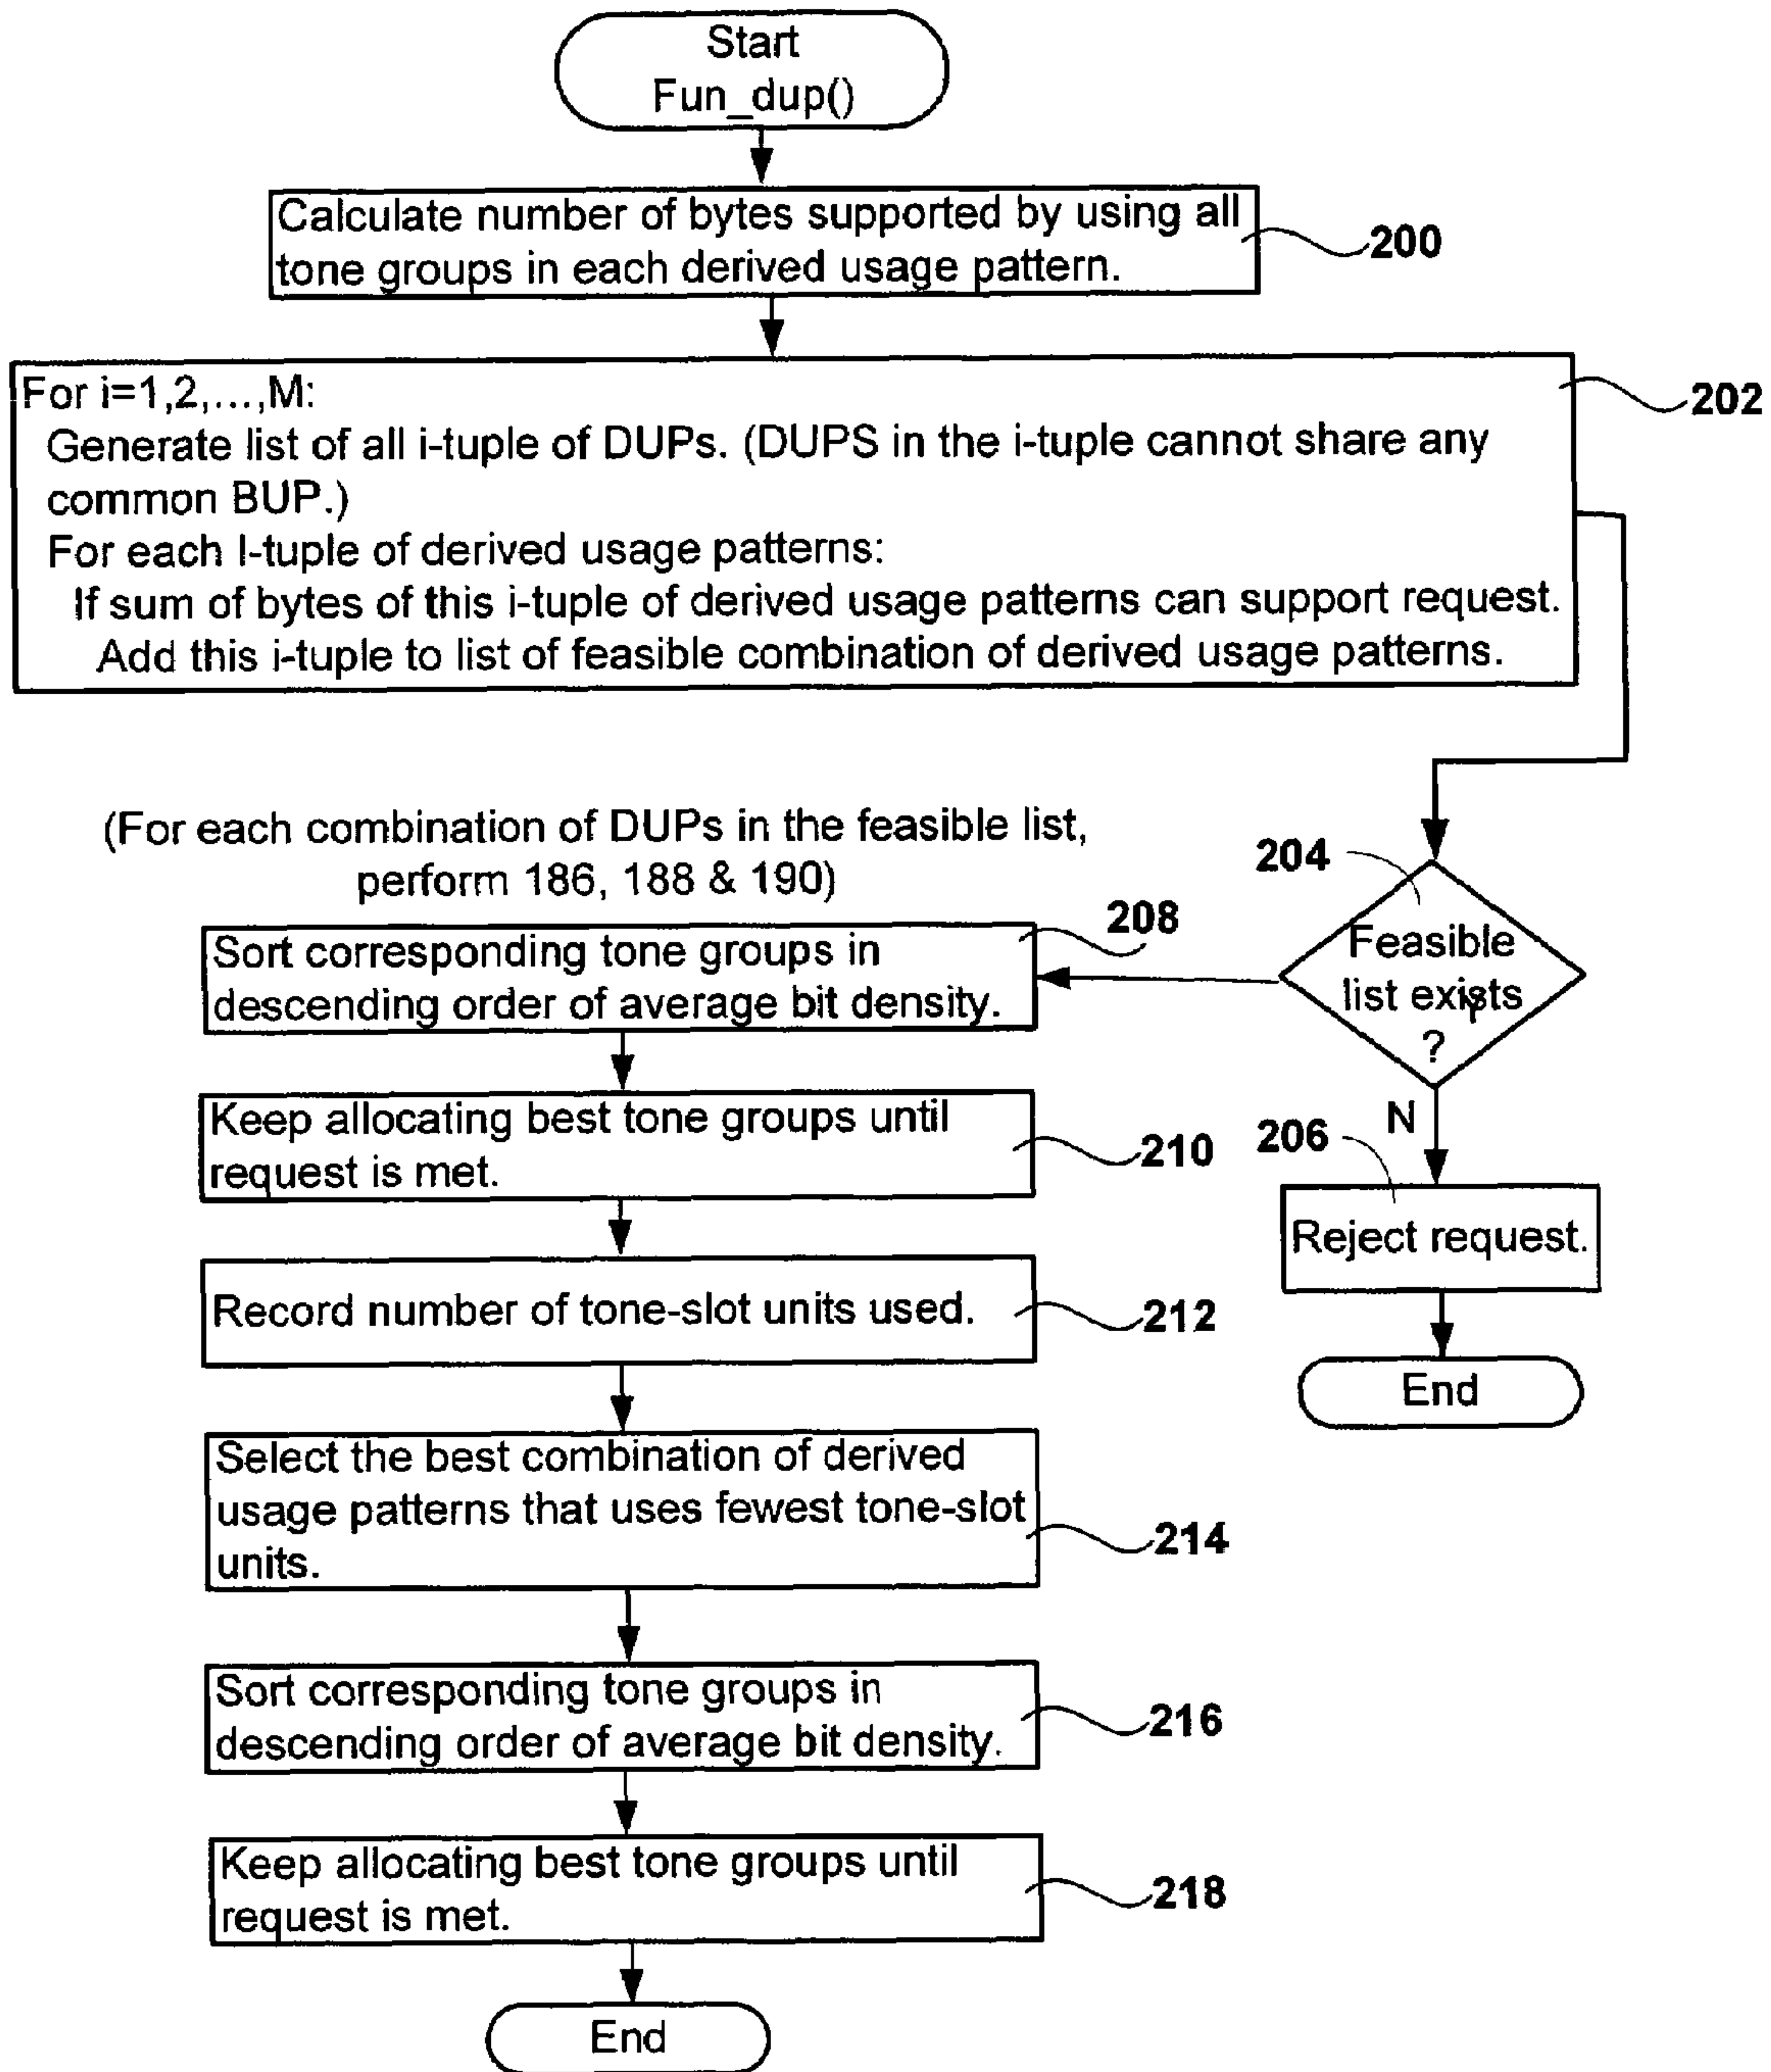 Start
Fun_dup()
Calculate number of bytes supported by using all
tone groups in each derived usage pattern.
200
For i=1,2,...,M:
Generate list of all i-tuple of DUPs. (DUPS in the i-tuple cannot share any
common BUP.)
For each I-tuple of derived usage patterns:
If sum of bytes of this i-tuple of derived usage patterns can support request.
Add this i-tuple to list of feasible combination of derived usage patterns.
202
204
Feasible
list exists
?
N
206
Reject request.
End
(For each combination of DUPs in the feasible list,
perform 186, 188 & 190)
208
Sort corresponding tone groups in
descending order of average bit density.
Keep allocating best tone groups until
request is met.
210
Record number of tone-slot units used.
212
Select the best combination of derived
usage patterns that uses fewest tone-slot
units.
214
Sort corresponding tone groups in
descending order of average bit density.
216
Keep allocating best tone groups until
request is met.
218
End